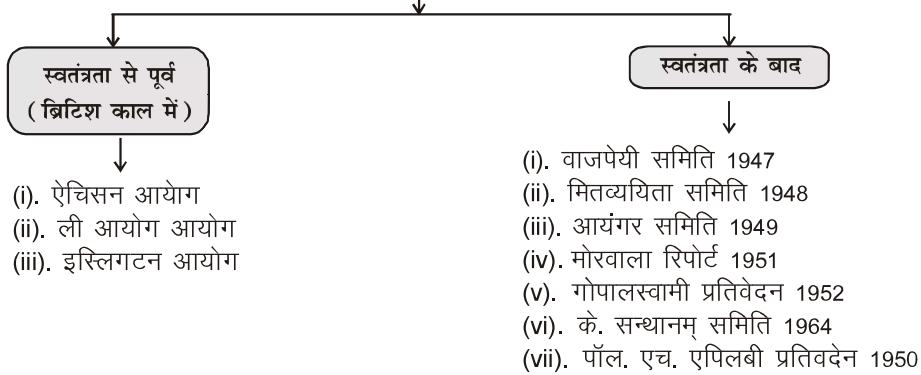 स्वतंत्रता से पूर्व
( ब्रिटिश काल में )
(i). ऐचिसन आयेाग
(ii). ली आयोग आयोग
(iii). इस्लिगटन आयोग
स्वतंत्रता के बाद
(i). वाजपेयी समिति 1947
(ii). मितव्ययिता समिति 1948
(iii). आयंगर समिति 1949
(iv). मोरवाला रिपोर्ट 1951
(v). गोपालस्वामी प्रतिवेदन 1952
(vi). के. सन्थानम् समिति 1964
(vii). पॉल. एच. एपिलबी प्रतिवदेन 1950